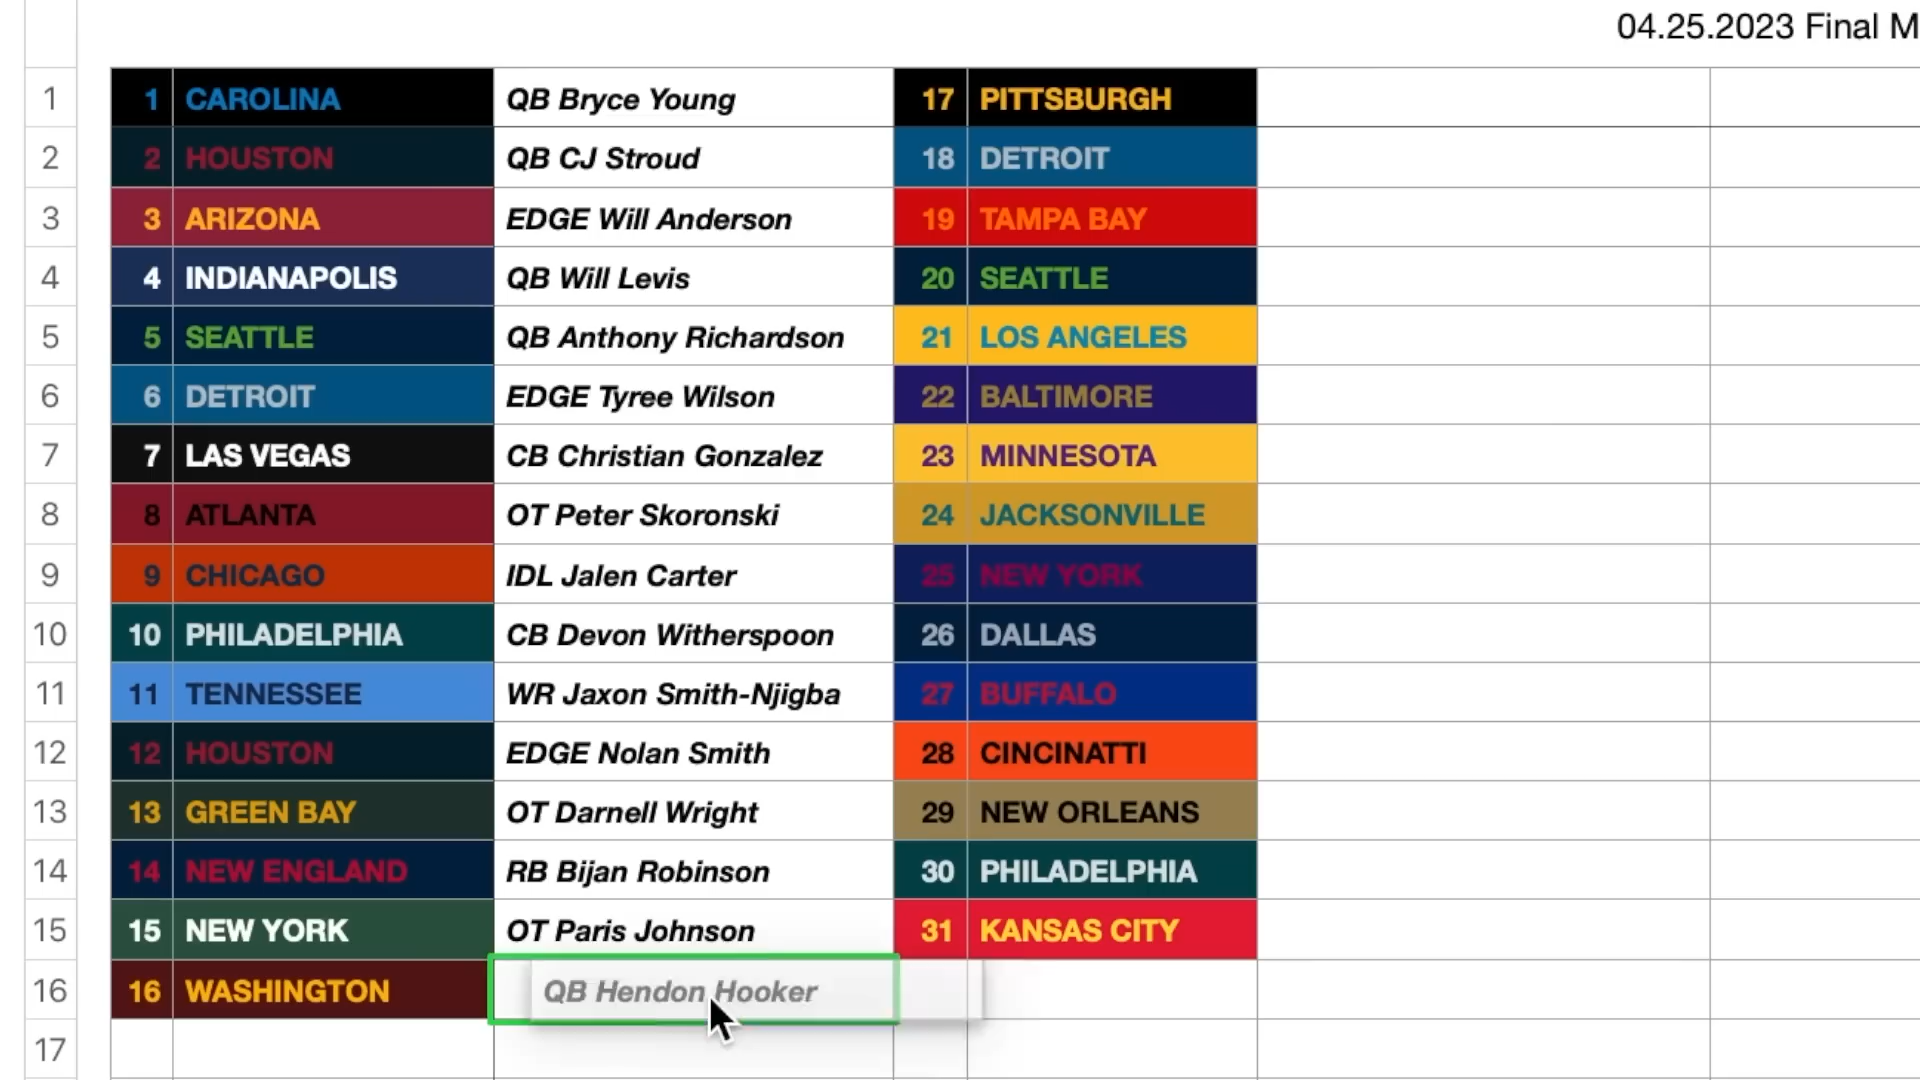 04.25.2023 Final M
1 1 CAROLINA QB Bryce Young 17 PITTSBURGH
2 2 HOUSTON QB CJ Stroud 18 DETROIT
3 3 ARIZONA EDGE Will Anderson 19 TAMPA BAY
4 4 INDIANAPOLIS QB Will Levis 20 SEATTLE
5 5 SEATTLE QB Anthony Richardson 21 LOS ANGELES
6 6 DETROIT EDGE Tyree Wilson 22 BALTIMORE
7 7 LAS VEGAS CB Christian Gonzalez 23 MINNESOTA
8 8 ATLANTA OT Peter Skoronski 24 JACKSONVILLE
9 9 CHICAGO IDL Jalen Carter 25 NEW YORK
10 10 PHILADELPHIA CB Devon Witherspoon 26 DALLAS
11 11 TENNESSEE WR Jaxon Smith-Njigba 27 BUFFALO
12 12 HOUSTON EDGE Nolan Smith 28 CINCINATTI
13 13 GREEN BAY OT Darnell Wright 29 NEW ORLEANS
14 14 NEW ENGLAND RB Bijan Robinson 30 PHILADELPHIA
15 15 NEW YORK OT Paris Johnson 31 KANSAS CITY
16 16 WASHINGTON QB Hendon Hooker
17